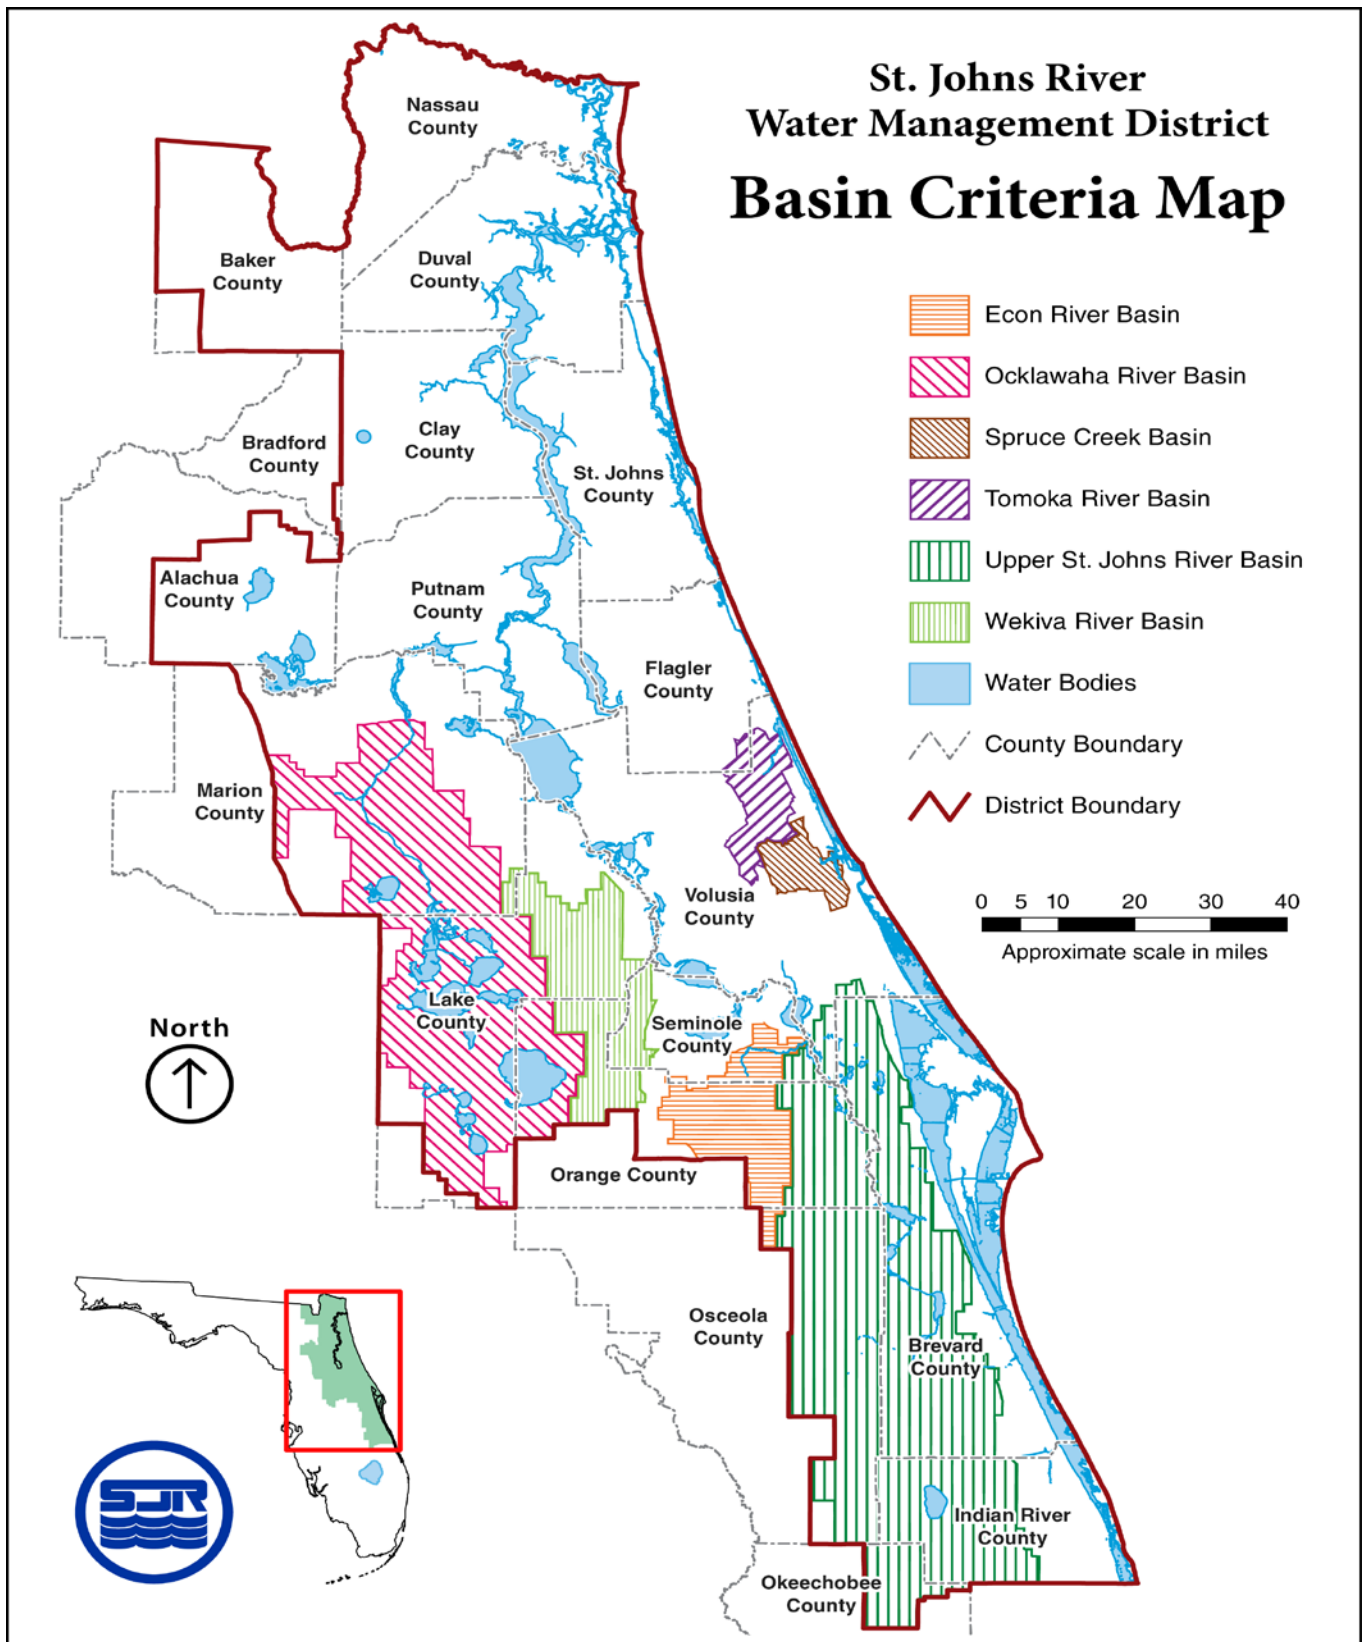 St. Johns River
Water Management District
Basin Criteria Map
Nassau
County
Baker
County
Duval
County
Econ River Basin
Ocklawaha River Basin
Spruce Creek Basin
Tomoka River Basin
Upper St. Johns River Basin
Wekiva River Basin
Water Bodies
County Boundary
District Boundary
Bradford
County
Clay
County
St. Johns
County
Alachua
County
Putnam
County
Flagler
County
Marion
County
Volusia
County
0 5 10 20 30 40
Approximate scale in miles
Lake
County
Seminole
County
North
Orange County
Osceola
County
Brevard
County
SJR
Indian River
County
Okeechobee
County